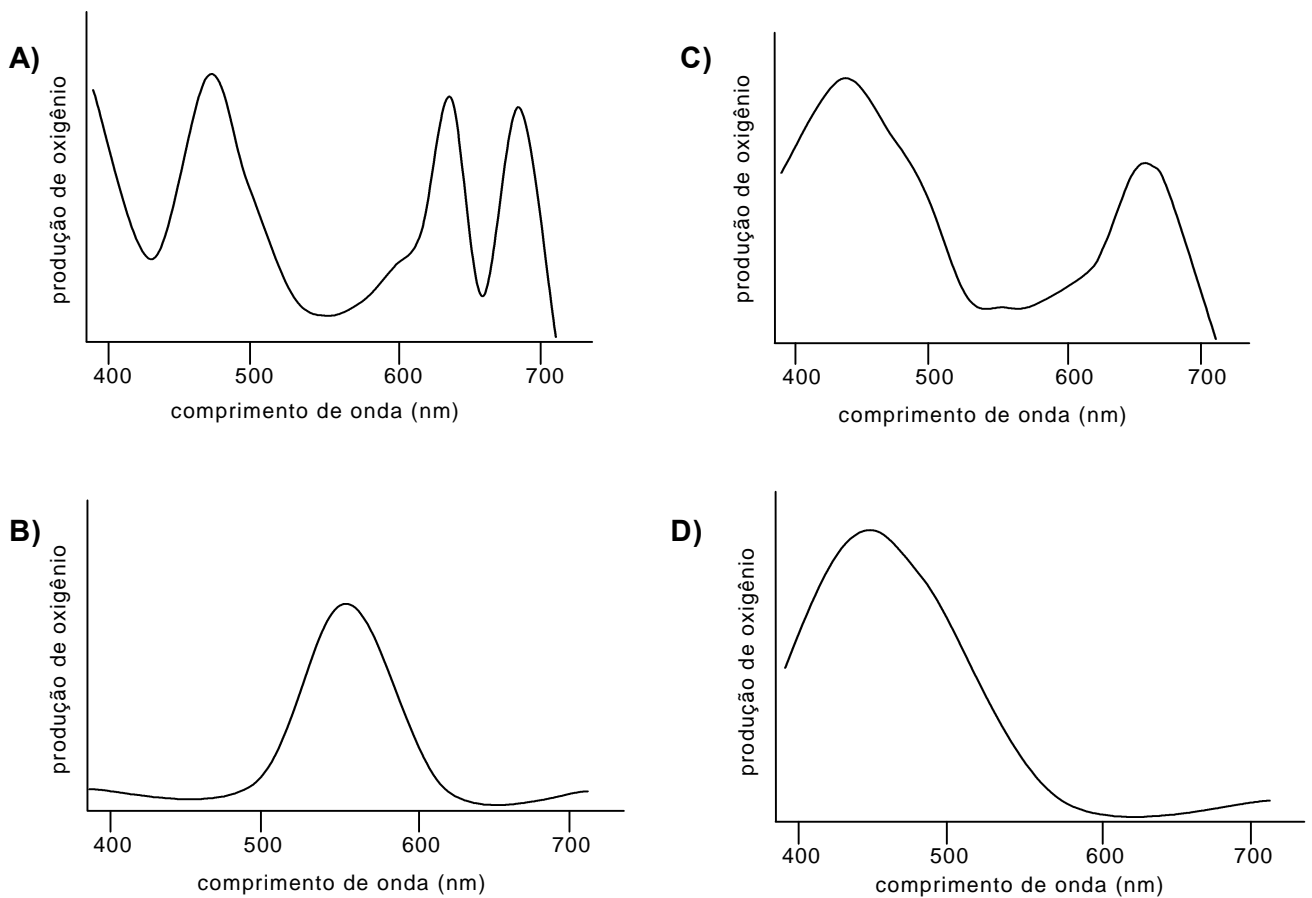 A)
produção de oxigênio
400 500 600 700
comprimento de onda (nm)
C)
produção de oxigênio
400 500 600 700
comprimento de onda (nm)
B)
produção de oxigênio
400 500 600 700
comprimento de onda (nm)
D)
produção de oxigênio
400 500 600 700
comprimento de onda (nm)